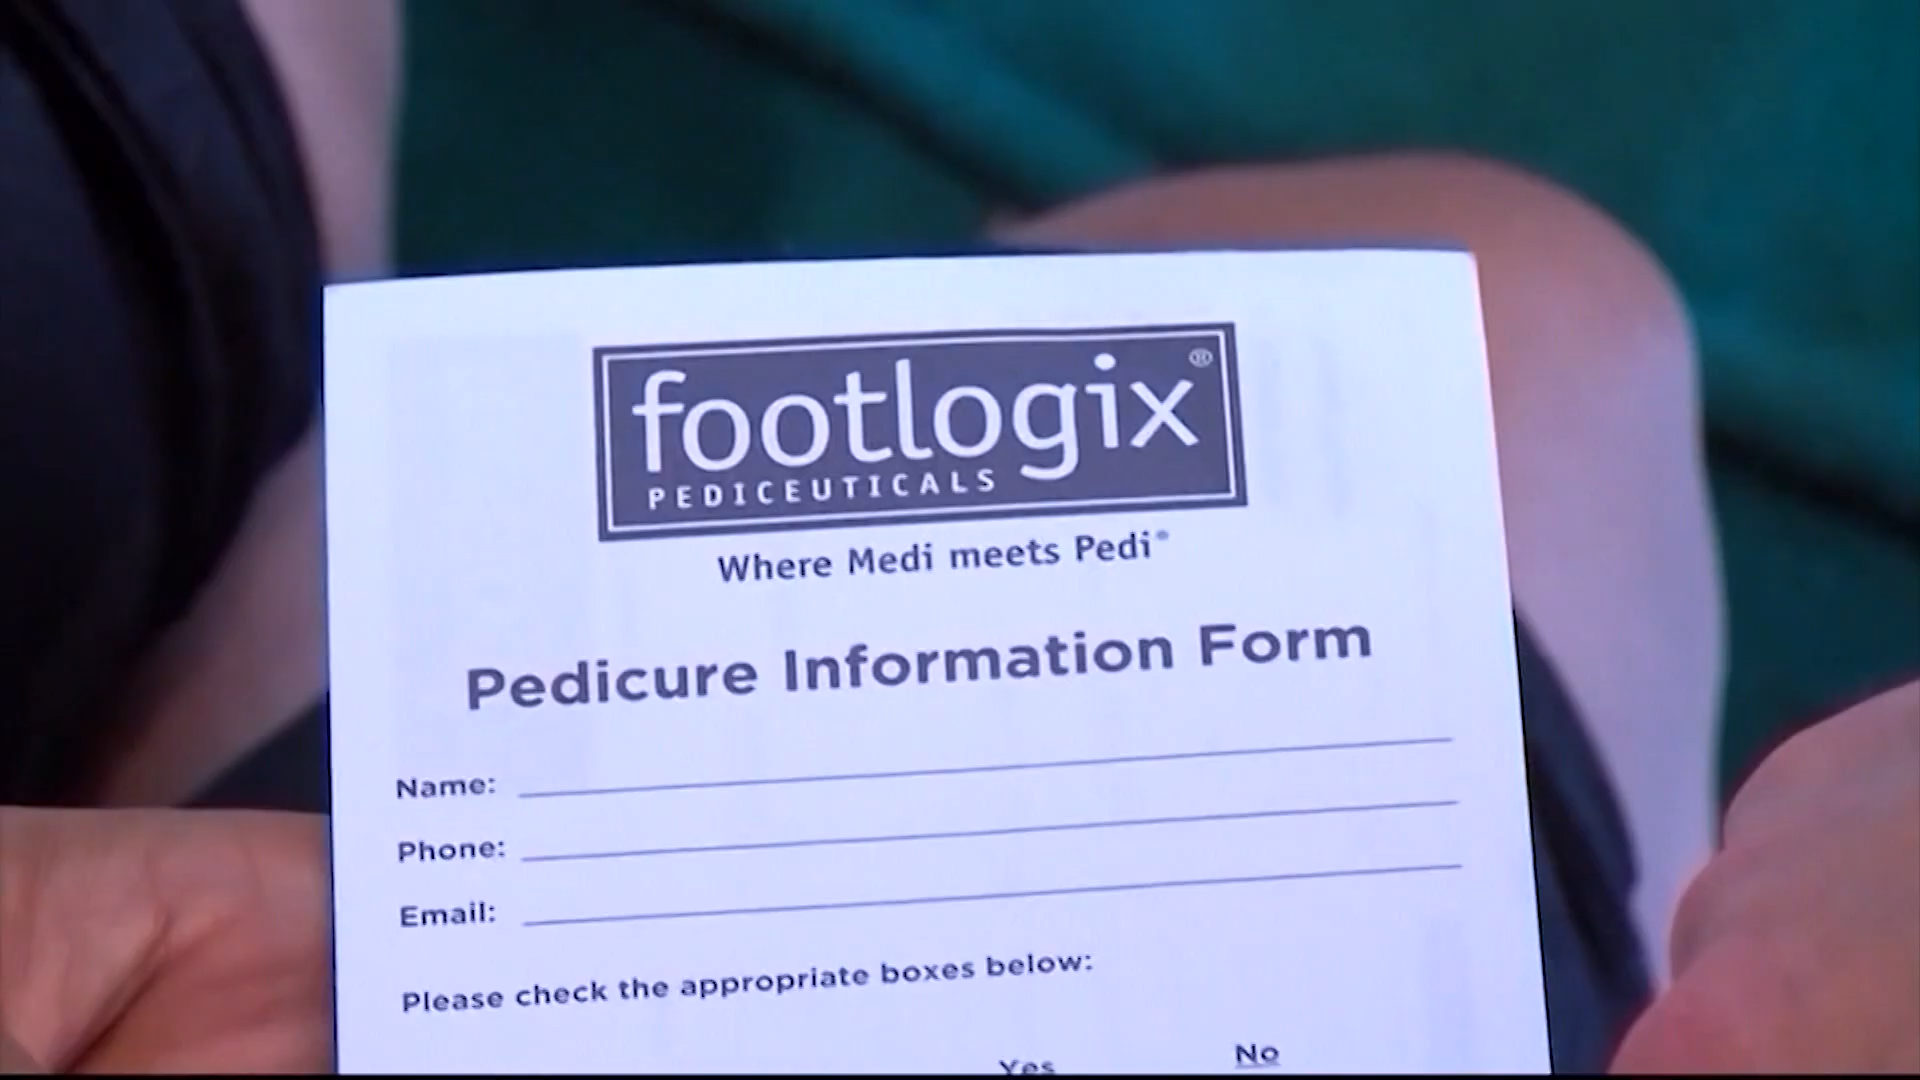 footlogix®
PEDICEUTICALS
Where Medi meets Pedi®
Pedicure Information Form
Name:
Phone:
Email:
Please check the appropriate boxes below:
Yes No